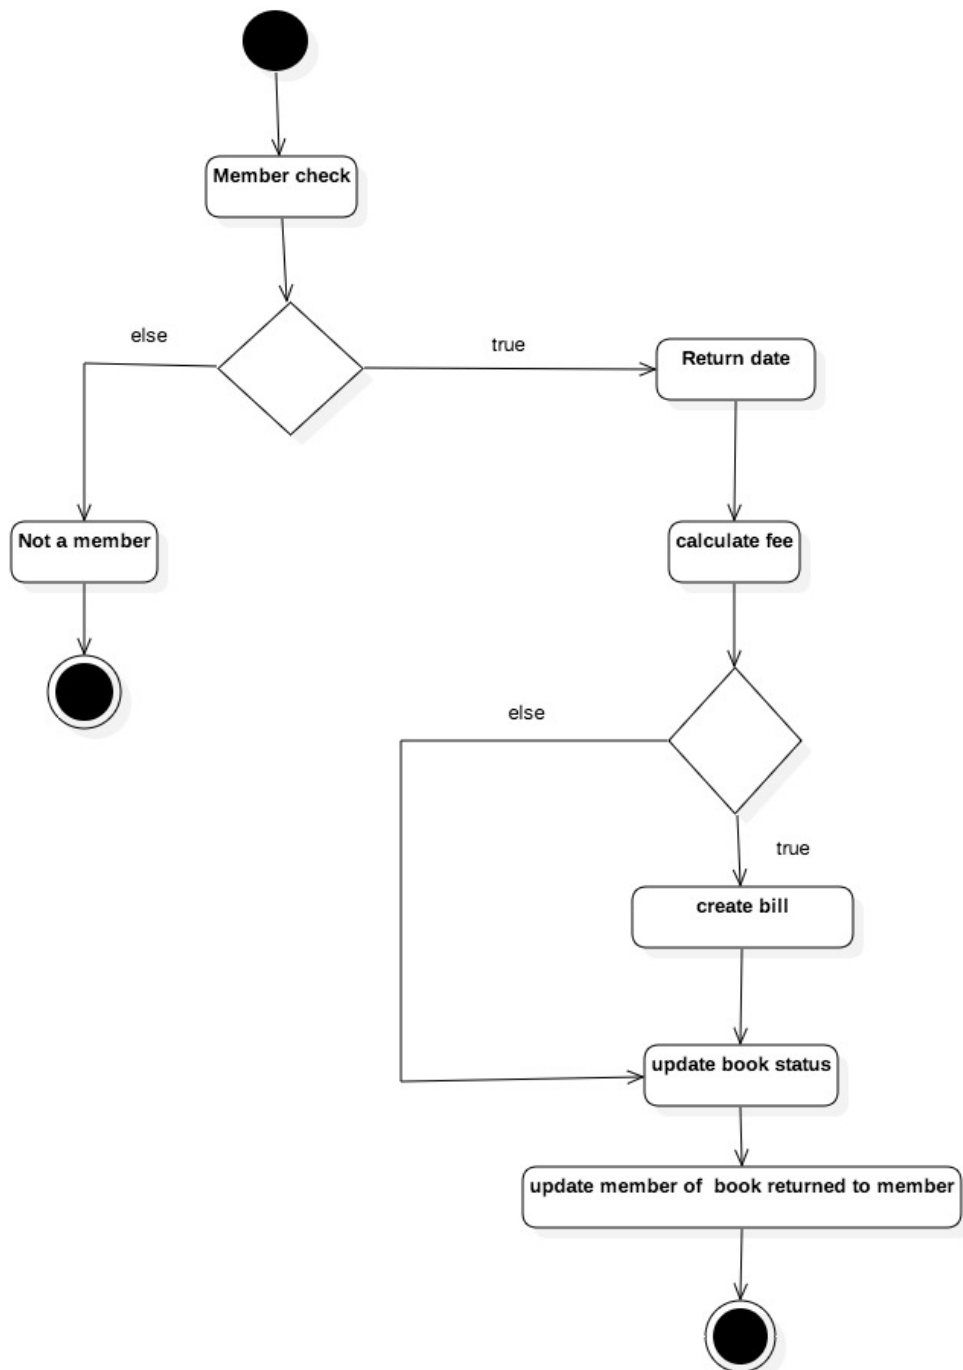 Member check
else
true
Return date
Not a member
calculate fee
else
true
create bill
update book status
update member of  book returned to member